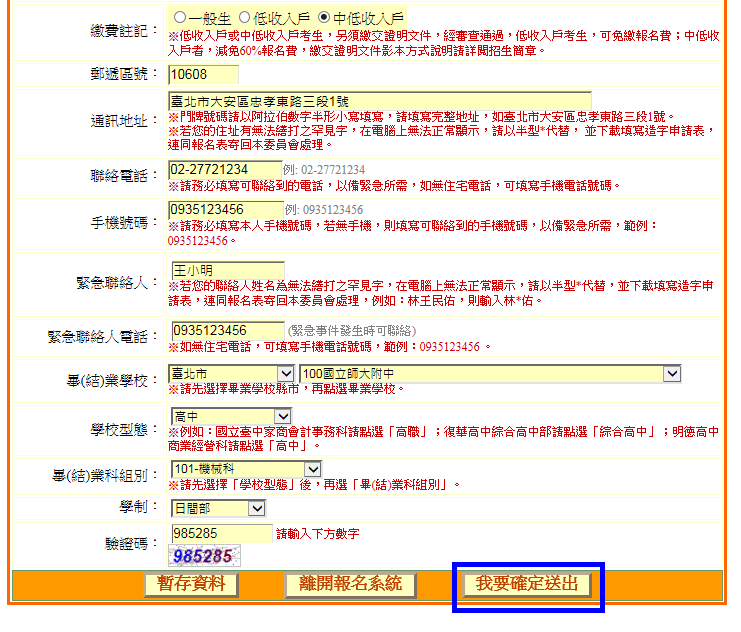 繳費註記： 一般生 低收入戶 中低收入戶
※低收入戶或中低收入戶考生，另須繳交證明文件，經審查通過，低收入戶考生，可免繳報名費；中低收
入戶者，減免60%報名費，繳交證明文件影本方式說明請詳閱招生簡章。
郵遞區號： 10608
通訊地址： 臺北市大安區忠孝東路三段1號
※門牌號碼請以阿拉伯數字半形小寫填寫，請填寫完整地址，如臺北市大安區忠孝東路三段1號。
※若您的住址有無法繕打之罕見字，在電腦上無法正常顯示，請以半型*代替， 並下載填寫造字申請表，
連同報名表寄回本委員會處理。
聯絡電話： 02-27721234 例: 02-27721234
※請務必填寫可聯絡到的電話，以備緊急所需，如無住宅電話，可填寫手機電話號碼。
手機號碼： 0935123456 例: 0935123456
※請務必填寫本人手機號碼，若無手機，則填寫可聯絡到的手機號碼，以備緊急所需，範例：
0935123456。
緊急聯絡人： 王小明
※若您的聯絡人姓名為無法繕打之罕見字，在電腦上無法正常顯示，請以半型*代替，並下載填寫造字申
請表，連同報名表寄回本委員會處理，例如：林王民佑，則輸入林*佑。
緊急聯絡人電話： 0935123456 (緊急事件發生時可聯絡)
※如無住宅電話，可填寫手機電話號碼，範例：0935123456 。
畢(結)業學校： 臺北市 100國立師大附中
※請先選擇畢業學校縣市，再點選畢業學校。
學校型態： 高中
※例如：國立臺中家商會計事務科請點選「高職」；復華高中綜合高中部請點選「綜合高中」；明德高中
商業經營科請點選「高中」。
畢(結)業科組別： 101-機械科
※請先選擇「學校型態」後，再選「畢(結)業科組別」。
學制： 日間部
驗證碼： 985285 請輸入下方數字
985285
暫存資料 離開報名系統 我要確定送出